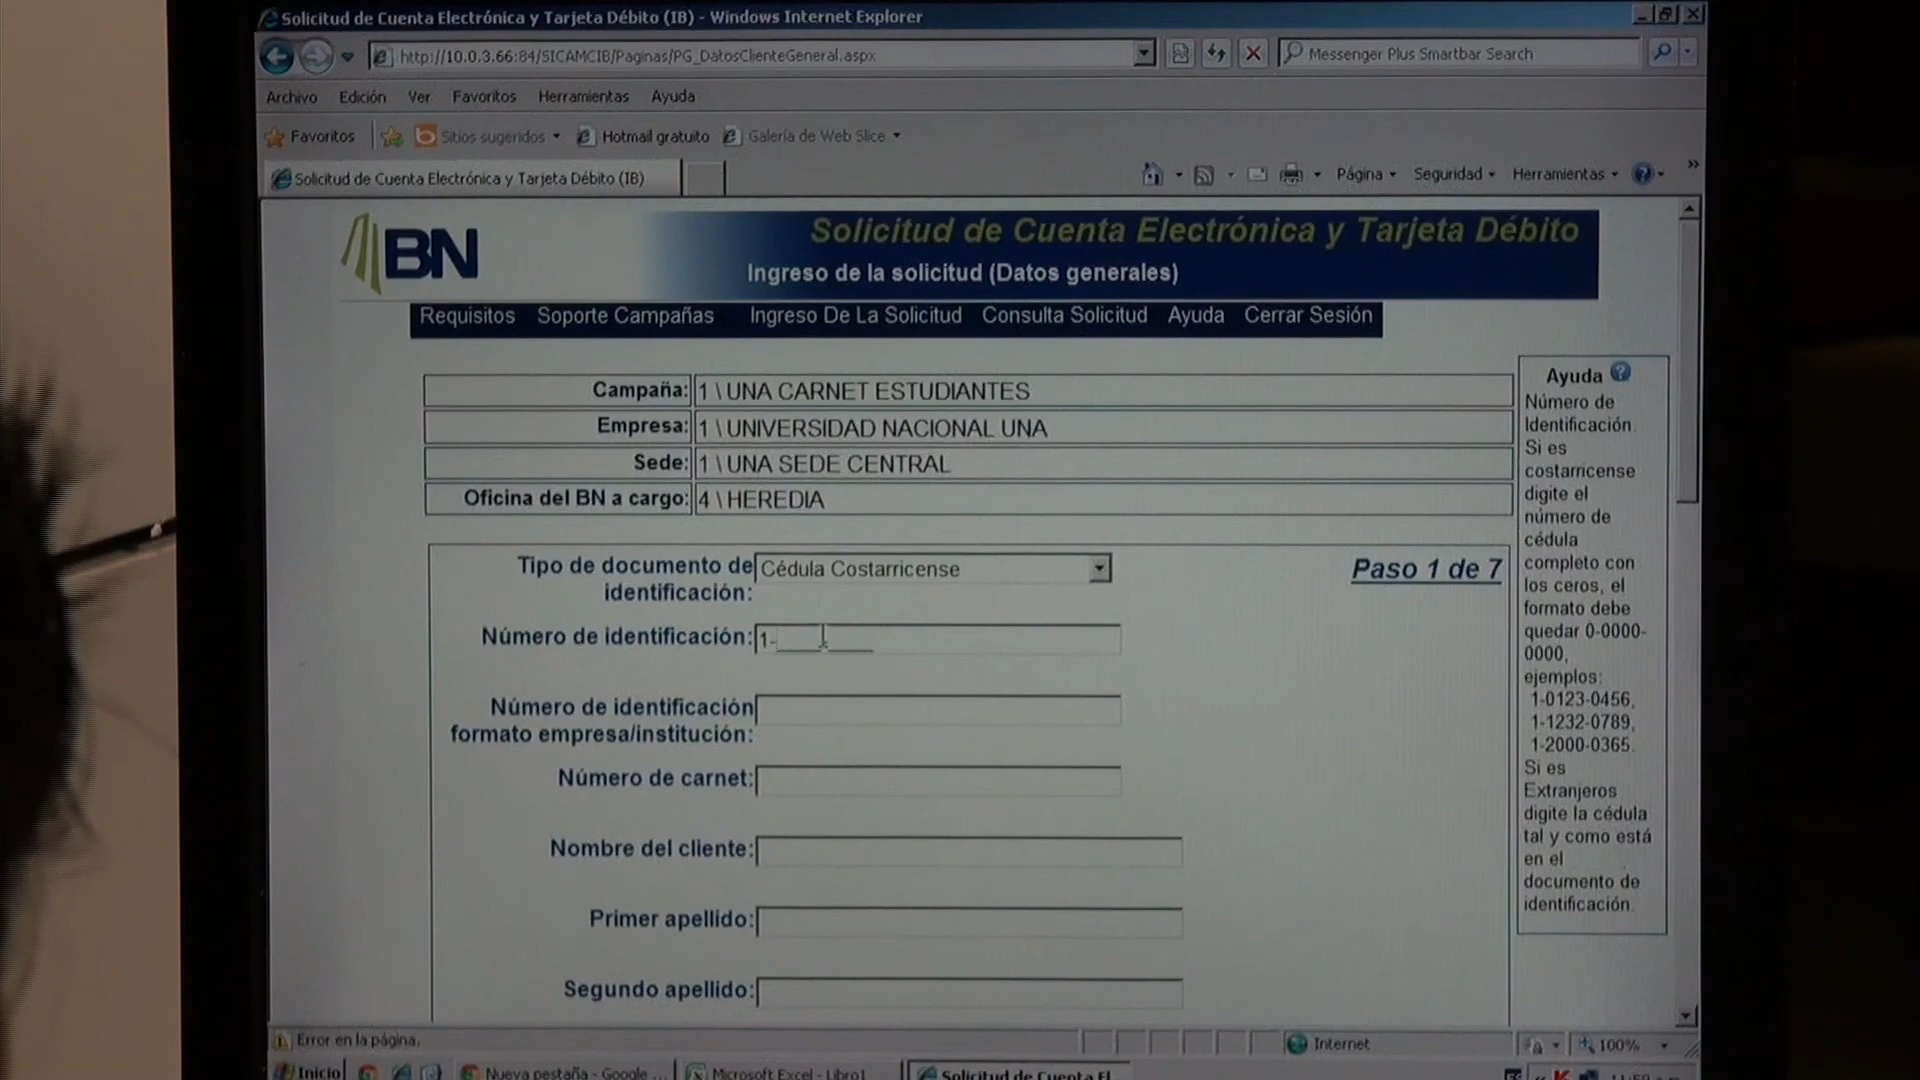 Solicitud de Cuenta Electrónica y Tarjeta Débito (IB) - Windows Internet Explorer
http://10.0.3.66:84/SICAMCIB/Paginas/PG_DatosClienteGeneral.aspx
Messenger Plus Smartbar Search
Archivo Edición Ver Favoritos Herramientas Ayuda
Favoritos Sitios sugeridos Hotmail gratuito Galería de Web Slice
Solicitud de Cuenta Electrónica y Tarjeta Débito (IB)
Página Seguridad Herramientas
BN
Solicitud de Cuenta Electrónica y Tarjeta Débito
Ingreso de la solicitud (Datos generales)
Requisitos Soporte Campañas Ingreso De La Solicitud Consulta Solicitud Ayuda Cerrar Sesión
Campaña: 1 \ UNA CARNET ESTUDIANTES
Empresa: 1 \ UNIVERSIDAD NACIONAL UNA
Sede: 1 \ UNA SEDE CENTRAL
Oficina del BN a cargo: 4 \ HEREDIA
Tipo de documento de
identificación:
Cédula Costarricense
Paso 1 de 7
Número de identificación: 1-____-____
Número de identificación
formato empresa/institución:
Número de carnet:
Nombre del cliente:
Primer apellido:
Segundo apellido:
Ayuda
Número de
Identificación.
Si es
costarricense
digite el
número de
cédula
completo con
los ceros, el
formato debe
quedar 0-0000-
0000,
ejemplos:
1-0123-0456,
1-1232-0789,
1-2000-0365.
Si es
Extranjeros
digite la cédula
tal y como está
en el
documento de
identificación.
Error en la página.
Internet
100%
Inicio
Nueva pestaña - Google ...
Microsoft Excel - Libro1
Solicitud de Cuenta El